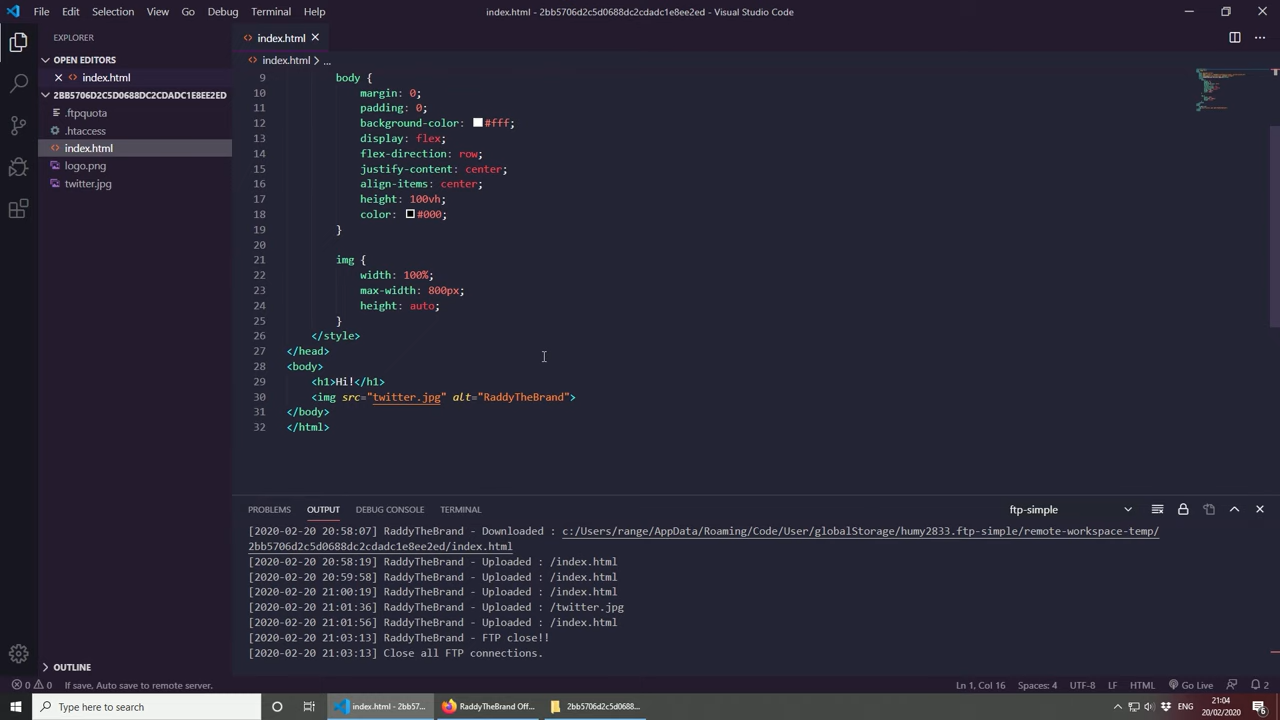 File Edit Selection View Go Debug Terminal Help
index.html - 2bb5706d2c5d0688dc2cdadc1e8ee2ed - Visual Studio Code
EXPLORER
OPEN EDITORS
index.html
2BB5706D2C5D0688DC2CDADC1E8EE2ED
.ftpquota
.htaccess
index.html
logo.png
twitter.jpg
OUTLINE
index.html
index.html > ...
9 body {
10 margin: 0;
11 padding: 0;
12 background-color: #fff;
13 display: flex;
14 flex-direction: row;
15 justify-content: center;
16 align-items: center;
17 height: 100vh;
18 color: #000;
19 }
20
21 img {
22 width: 100%;
23 max-width: 800px;
24 height: auto;
25 }
26 </style>
27 </head>
28 <body>
29 <h1>Hi!</h1>
30 <img src="twitter.jpg" alt="RaddyTheBrand">
31 </body>
32 </html>
PROBLEMS OUTPUT DEBUG CONSOLE TERMINAL
ftp-simple
[2020-02-20 20:58:07] RaddyTheBrand - Downloaded : c:/Users/range/AppData/Roaming/Code/User/globalStorage/humy2833.ftp-simple/remote-workspace-temp/
2bb5706d2c5d0688dc2cdadc1e8ee2ed/index.html
[2020-02-20 20:58:19] RaddyTheBrand - Uploaded : /index.html
[2020-02-20 20:59:58] RaddyTheBrand - Uploaded : /index.html
[2020-02-20 21:00:19] RaddyTheBrand - Uploaded : /index.html
[2020-02-20 21:01:36] RaddyTheBrand - Uploaded : /twitter.jpg
[2020-02-20 21:01:56] RaddyTheBrand - Uploaded : /index.html
[2020-02-20 21:03:13] RaddyTheBrand - FTP close!!
[2020-02-20 21:03:13] Close all FTP connections.
0 0 If save, Auto save to remote server.
Ln 1, Col 16 Spaces: 4 UTF-8 LF HTML Go Live 2
Type here to search
index.html - 2bb57...
RaddyTheBrand Off...
2bb5706d2c5d0688...
ENG
21:04
20/02/2020
6